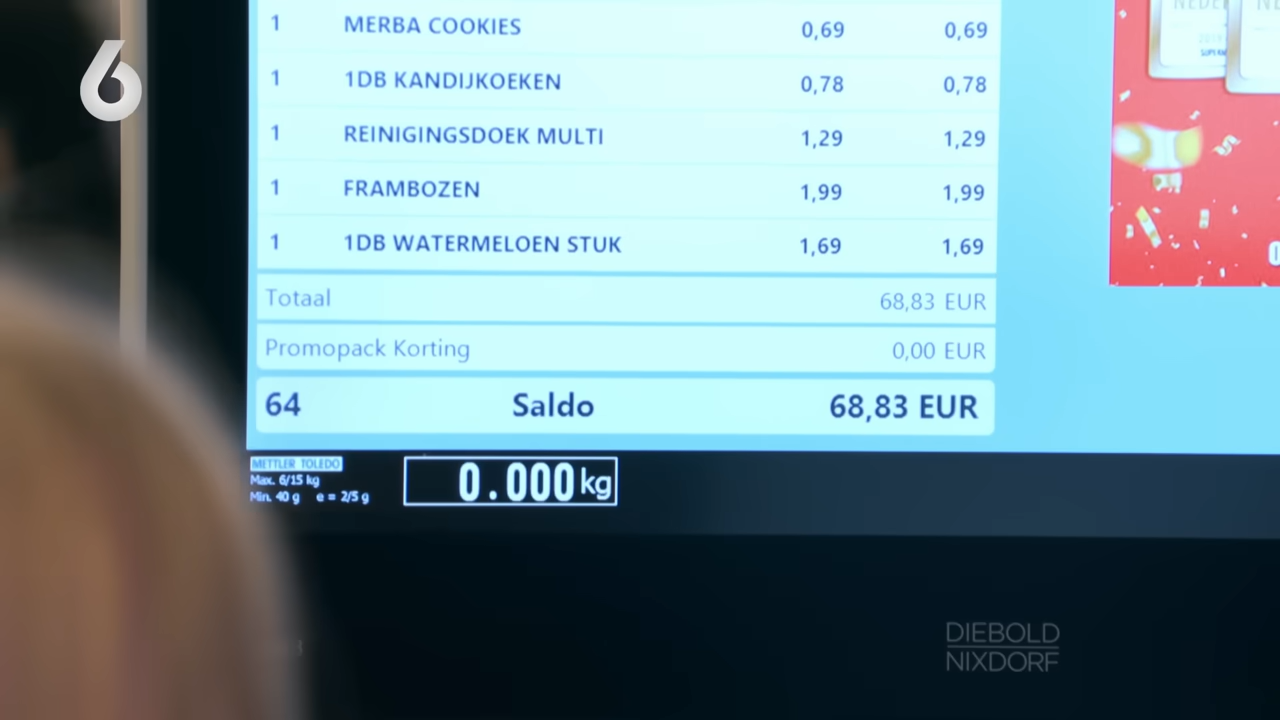 1 MERBA COOKIES 0,69 0,69
1 1DB KANDIJKOEKEN 0,78 0,78
1 REINIGINGSDOEK MULTI 1,29 1,29
1 FRAMBOZEN 1,99 1,99
1 1DB WATERMELOEN STUK 1,69 1,69
Totaal 68,83 EUR
Promopack Korting 0,00 EUR
64 Saldo 68,83 EUR
METTLER TOLEDO
Max. 6/15 kg
Min. 40 g e = 2/5 g
0.000 kg
DIEBOLD
NIXDORF
6